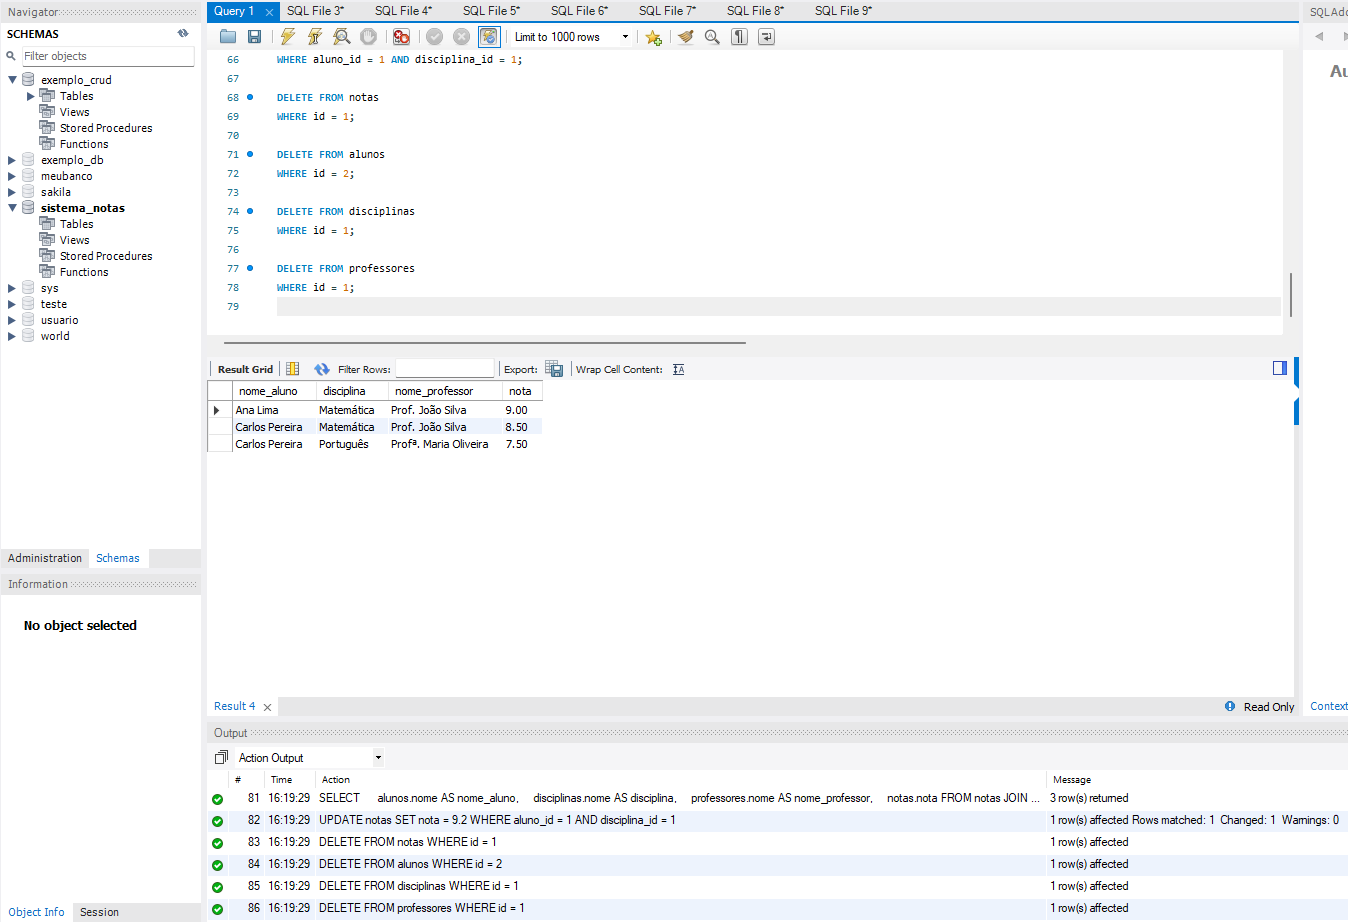 Navigator
SCHEMAS
Filter objects
exemplo_crud
Tables
Views
Stored Procedures
Functions
exemplo_db
meubanco
sakila
sistema_notas
Tables
Views
Stored Procedures
Functions
sys
teste
usuario
world
Administration Schemas
Information
No object selected
Object Info Session
Query 1 SQL File 3* SQL File 4* SQL File 5* SQL File 6* SQL File 7* SQL File 8* SQL File 9*
Limit to 1000 rows
66 WHERE aluno_id = 1 AND disciplina_id = 1;
67
68 DELETE FROM notas
69 WHERE id = 1;
70
71 DELETE FROM alunos
72 WHERE id = 2;
73
74 DELETE FROM disciplinas
75 WHERE id = 1;
76
77 DELETE FROM professores
78 WHERE id = 1;
79
Result Grid Filter Rows: Export: Wrap Cell Content:
nome_aluno disciplina nome_professor nota
Ana Lima Matemática Prof. João Silva 9.00
Carlos Pereira Matemática Prof. João Silva 8.50
Carlos Pereira Português Profª. Maria Oliveira 7.50
Result 4 Read Only
Output
Action Output
# Time Action Message
81 16:19:29 SELECT alunos.nome AS nome_aluno, disciplinas.nome AS disciplina, professores.nome AS nome_professor, notas.nota FROM notas JOIN ... 3 row(s) returned
82 16:19:29 UPDATE notas SET nota = 9.2 WHERE aluno_id = 1 AND disciplina_id = 1 1 row(s) affected Rows matched: 1 Changed: 1 Warnings: 0
83 16:19:29 DELETE FROM notas WHERE id = 1 1 row(s) affected
84 16:19:29 DELETE FROM alunos WHERE id = 2 1 row(s) affected
85 16:19:29 DELETE FROM disciplinas WHERE id = 1 1 row(s) affected
86 16:19:29 DELETE FROM professores WHERE id = 1 1 row(s) affected
SQLAdd
Au
Context